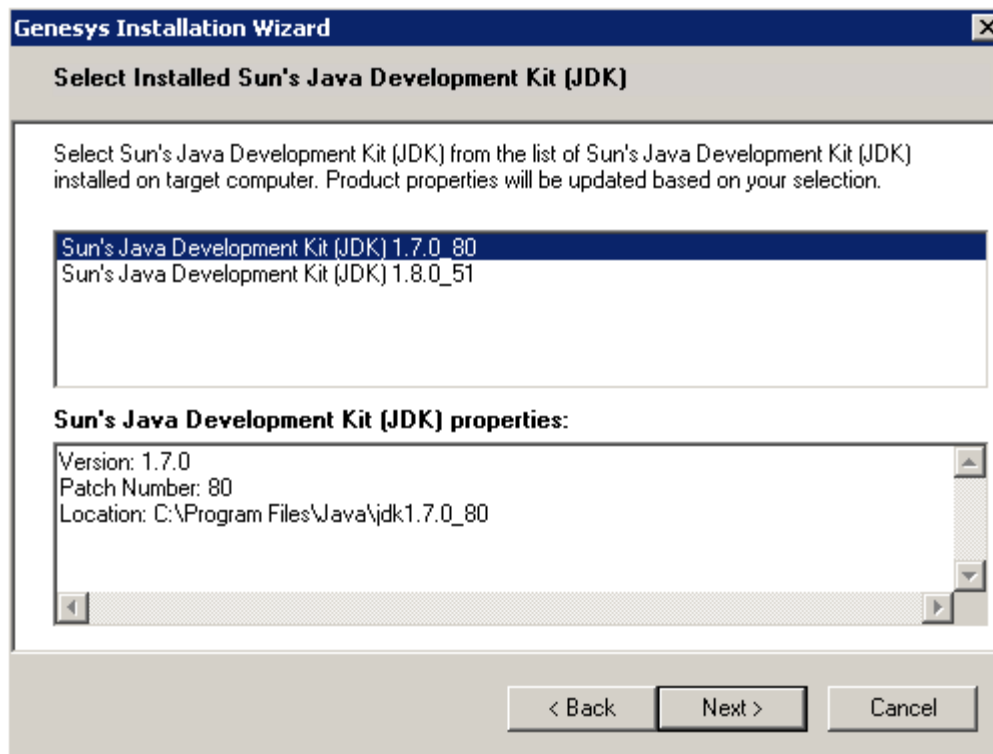 Genesys Installation Wizard
Select Installed Sun's Java Development Kit (JDK)
Select Sun's Java Development Kit (JDK) from the list of Sun's Java Development Kit (JDK)
installed on target computer. Product properties will be updated based on your selection.
Sun's Java Development Kit (JDK) 1.7.0_80
Sun's Java Development Kit (JDK) 1.8.0_51
Sun's Java Development Kit (JDK) properties:
Version: 1.7.0
Patch Number: 80
Location: C:\Program Files\Java\jdk1.7.0_80
< Back Next > Cancel